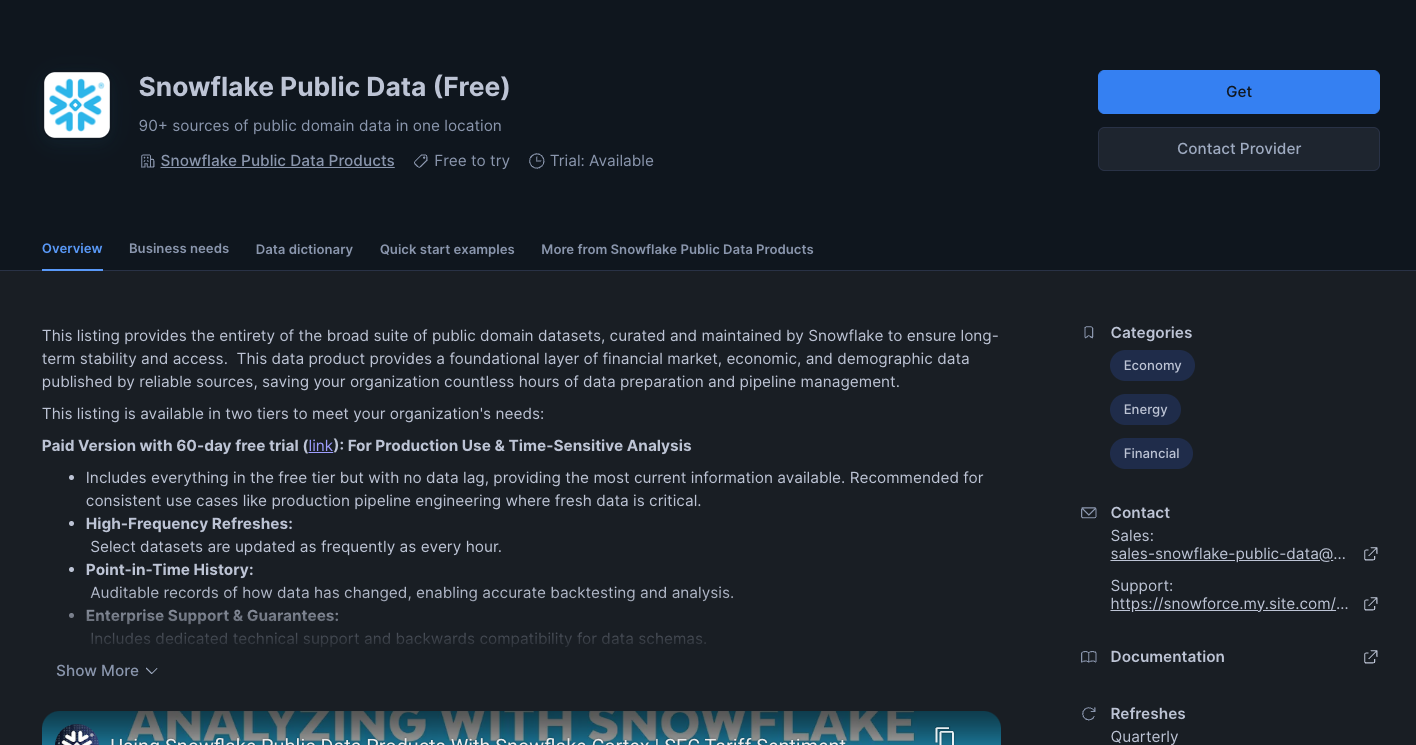 Snowflake Public Data (Free)
90+ sources of public domain data in one location
Snowflake Public Data Products Free to try Trial: Available
Get
Contact Provider
Overview Business needs Data dictionary Quick start examples More from Snowflake Public Data Products
This listing provides the entirety of the broad suite of public domain datasets, curated and maintained by Snowflake to ensure long-
term stability and access.  This data product provides a foundational layer of financial market, economic, and demographic data
published by reliable sources, saving your organization countless hours of data preparation and pipeline management.
This listing is available in two tiers to meet your organization's needs:
Paid Version with 60-day free trial (link): For Production Use & Time-Sensitive Analysis
• Includes everything in the free tier but with no data lag, providing the most current information available. Recommended for
consistent use cases like production pipeline engineering where fresh data is critical.
• High-Frequency Refreshes:
Select datasets are updated as frequently as every hour.
• Point-in-Time History:
Auditable records of how data has changed, enabling accurate backtesting and analysis.
• Enterprise Support & Guarantees:
Includes dedicated technical support and backwards compatibility for data schemas.
Show More
ANALYZING WITH SNOWFLAKE
Using Snowflake Public Data Products With Snowflake Cortex | SEC Tariff Sentiment
Categories
Economy
Energy
Financial
Contact
Sales:
sales-snowflake-public-data@...
Support:
https://snowforce.my.site.com/...
Documentation
Refreshes
Quarterly